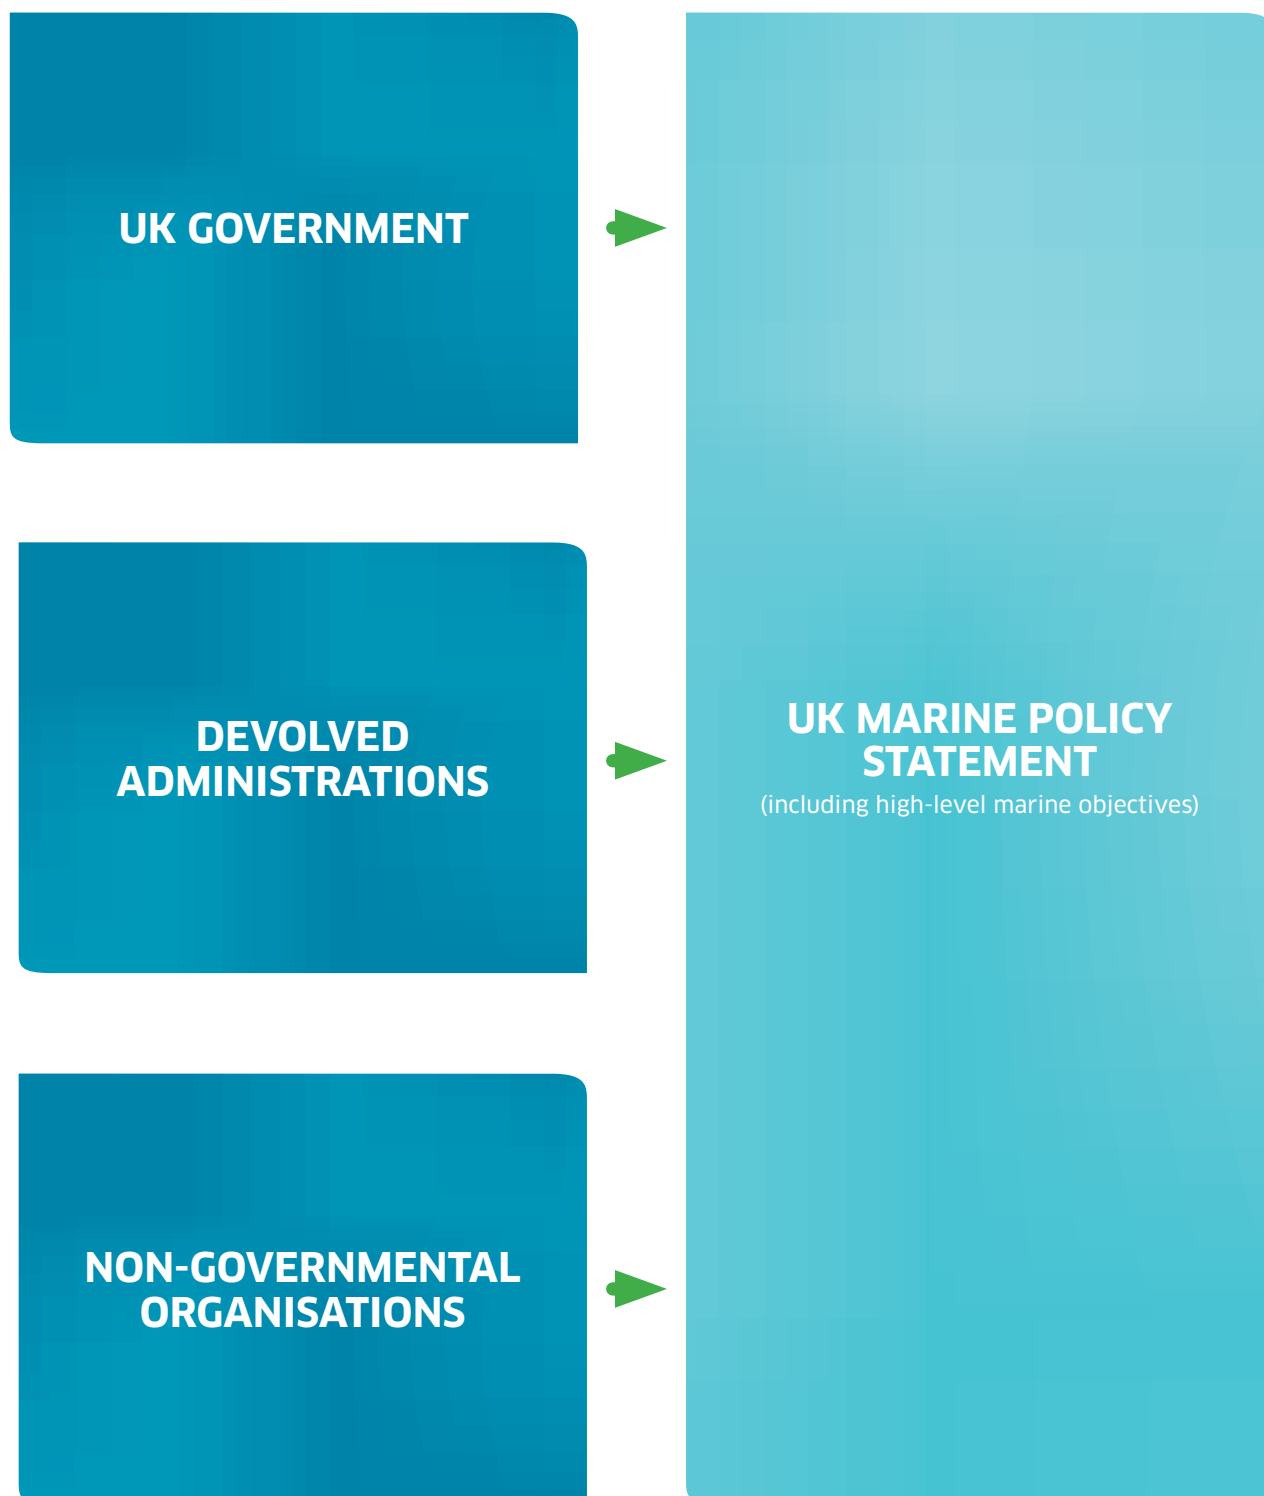 UK GOVERNMENT
DEVOLVED
ADMINISTRATIONS
NON-GOVERNMENTAL
ORGANISATIONS
UK MARINE POLICY
STATEMENT
(including high-level marine objectives)